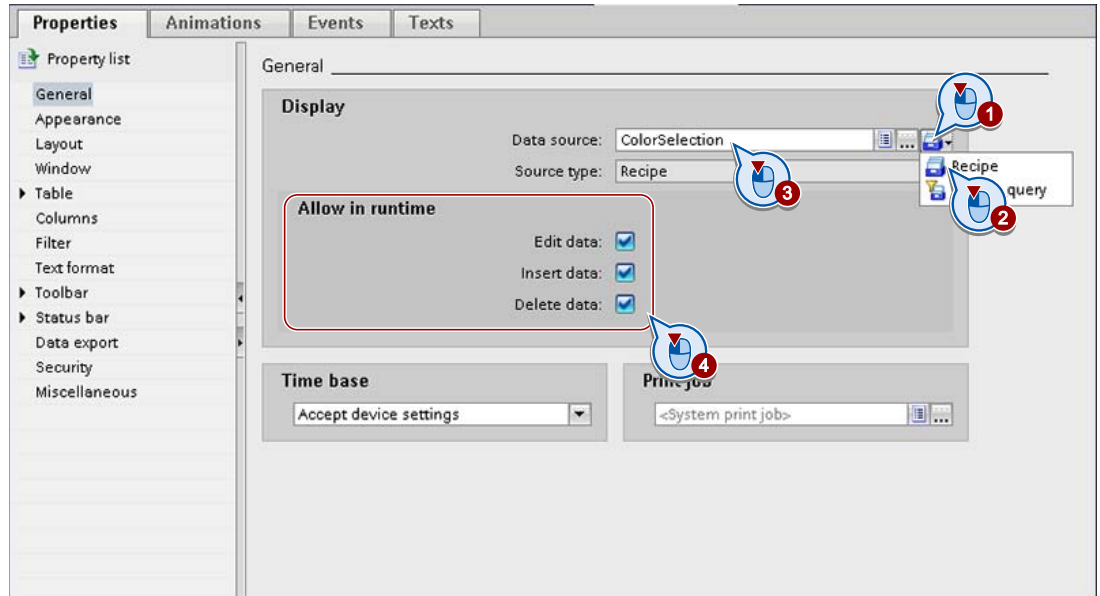 Properties Animations Events Texts
Property list
General
Appearance
Layout
Window
Table
Columns
Filter
Text format
Toolbar
Status bar
Data export
Security
Miscellaneous
General
Display
Data source: ColorSelection ...
1
Source type: Recipe
Recipe
query
2
3
Allow in runtime
Edit data:
Insert data:
Delete data:
4
Time base
Accept device settings
Print job
<System print job> ...